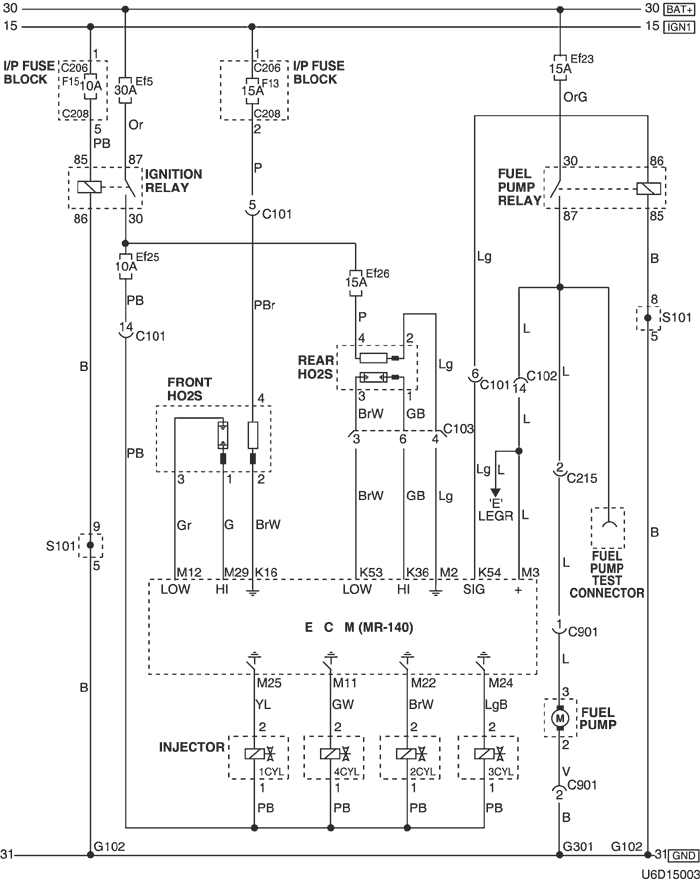 30 30 BAT+
15 15 IGN1
1 1
I/P FUSE BLOCK
C206
F15 10A
C208
5
PB
Ef5
30A
Or
C206
F13
15A
C208
2
I/P FUSE BLOCK
Ef23
15A
OrG
P
85 87
IGNITION RELAY
86 30
5 C101
30 86
FUEL PUMP RELAY
87 85
Ef25
10A
PB
14 C101
PBr
Ef26
15A
P
Lg
B
8
S101
5
4 2
REAR HO2S
3 1
BrW GB
Lg
C103
3 6 4
L
6 C101
C102
14
L
L
B
FRONT HO2S
4
3 1 2
PB
BrW GB Lg
Lg L
'E'
LEGR
L
2 C215
Gr G BrW
9
S101
5
FUEL PUMP TEST CONNECTOR
B
L
M12 M29 K16 K53 K36 M2 K54 M3
LOW HI LOW HI SIG +
E C M (MR-140)
1 C901
L
M25 M11 M22 M24
YL GW BrW LgB
B
3
M
FUEL PUMP
2
2 2 2 2
INJECTOR
1CYL 4CYL 2CYL 3CYL
1 1 1 1
PB PB PB PB
V
C901
2
B
31 G102 G301 G102 31 GND
U6D15003